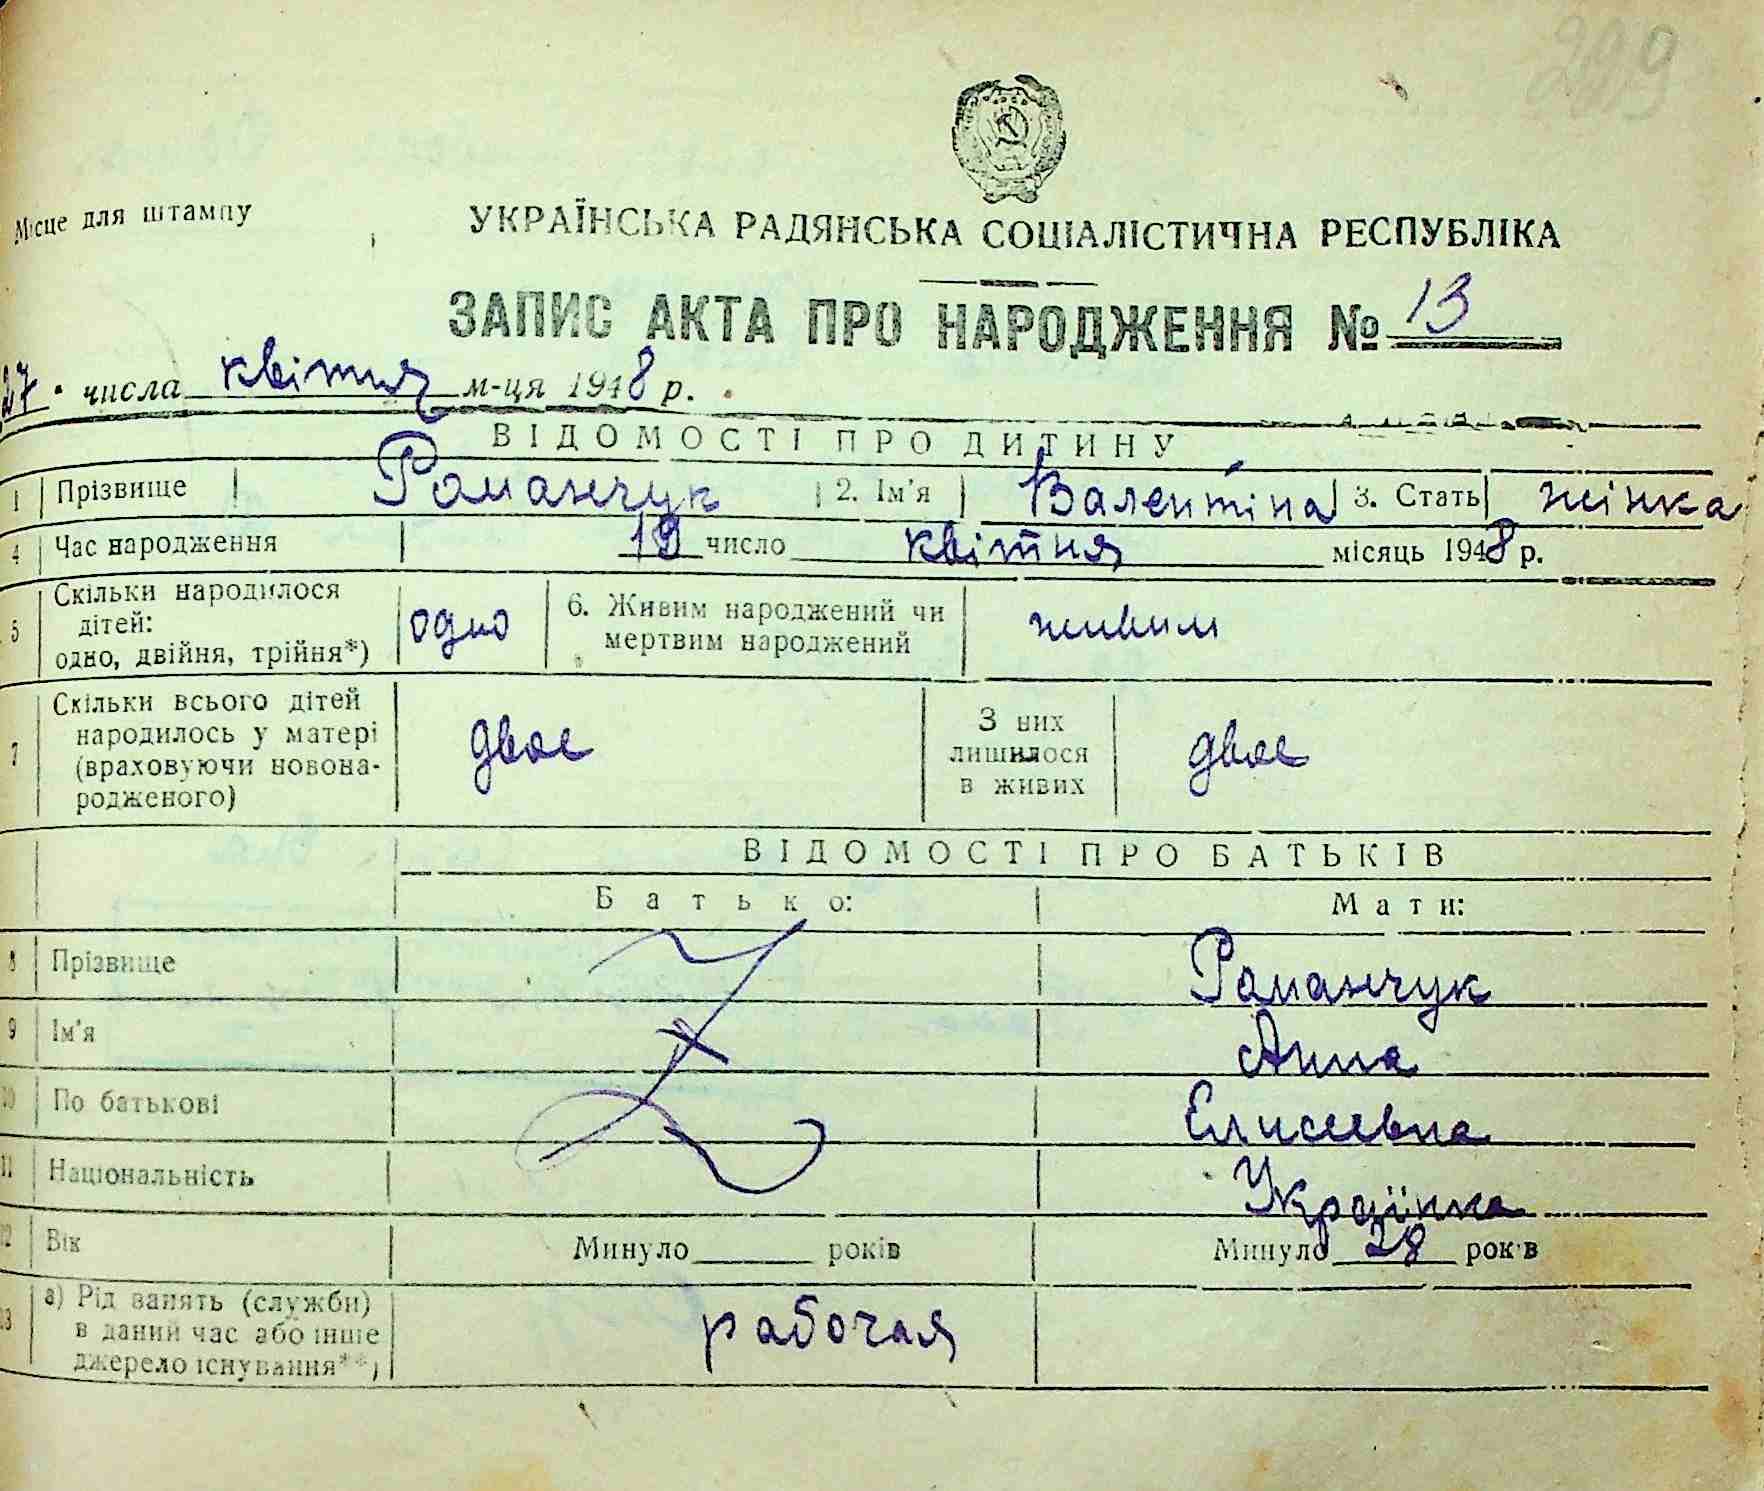 299
Місце для штампу
УКРАЇНСЬКА РАДЯНСЬКА СОЦІАЛІСТИЧНА РЕСПУБЛІКА
ЗАПИС АКТА ПРО НАРОДЖЕННЯ № 13
27 числа квітня м-ця 1948 р.
ВІДОМОСТІ ПРО ДИТИНУ
1 Прізвище Романчук 2. Ім'я Валентіна 3. Стать жінка
4 Час народження 19 число квітня місяць 1948 р.
5 Скільки народилося дітей: одно, двійня, трійня*) одно 6. Живим народжений чи мертвим народжений живим
7 Скільки всього дітей народилось у матері (враховуючи новонародженого) двое З них лишилося в живих двое
ВІДОМОСТІ ПРО БАТЬКІВ
Батько: Мати:
8 Прізвище Романчук
9 Ім'я Анна
10 По батькові Елисеевна
11 Національність Українка
12 Вік Минуло років Минуло 28 років
13 а) Рід занять (служби) в даний час або інше джерело існування**) рабочая